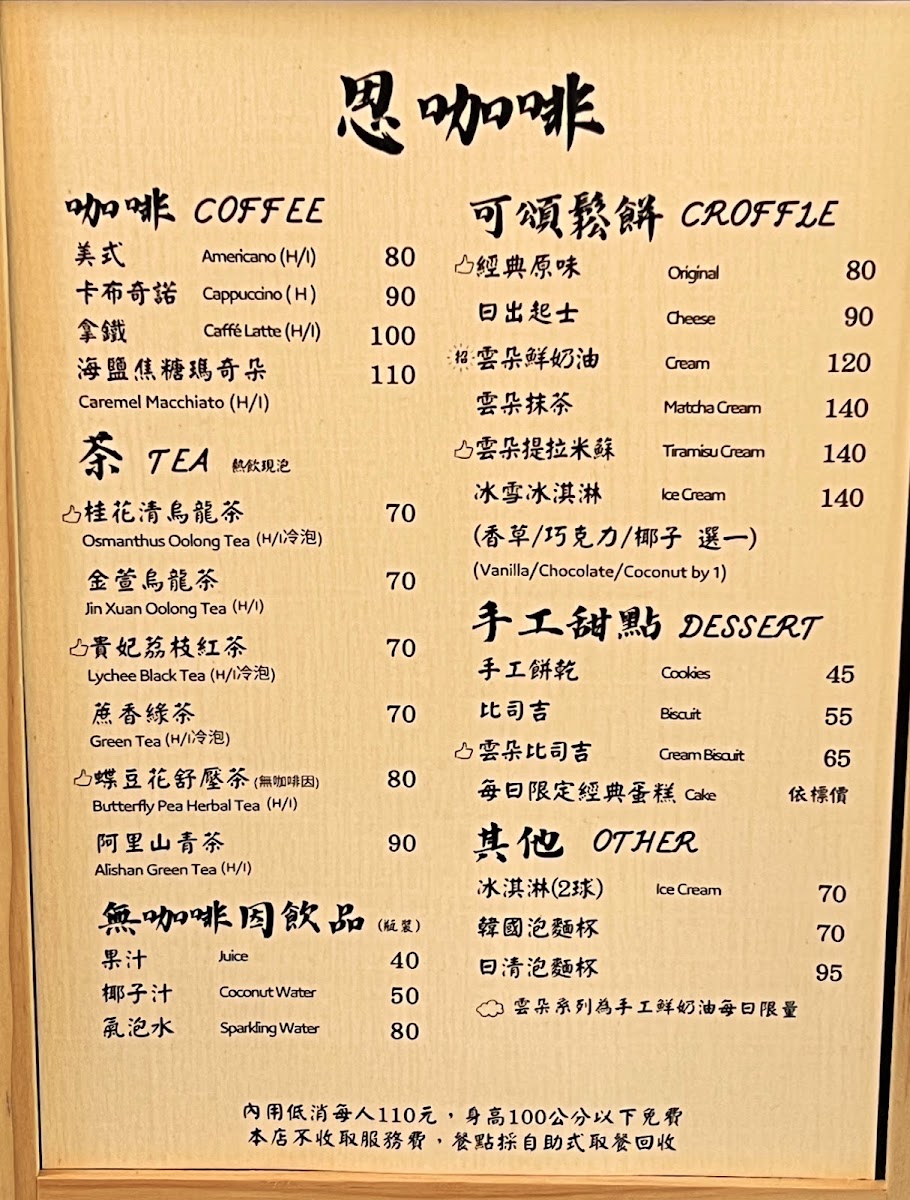 思咖啡
咖啡 COFFEE
美式 Americano (H/I) 80
卡布奇諾 Cappuccino ( H ) 90
拿鐵 Caffé Latte (H/I) 100
海鹽焦糖瑪奇朵 110
Caremel Macchiato (H/I)
茶 TEA 熱飲現泡
桂花清烏龍茶 70
Osmanthus Oolong Tea (H/I冷泡)
金萱烏龍茶 70
Jin Xuan Oolong Tea (H/I)
貴妃荔枝紅茶 70
Lychee Black Tea (H/I冷泡)
蔗香綠茶 70
Green Tea (H/I冷泡)
蝶豆花舒壓茶 (無咖啡因) 80
Butterfly Pea Herbal Tea (H/I)
阿里山青茶 90
Alishan Green Tea (H/I)
無咖啡因飲品 (瓶裝)
果汁 Juice 40
椰子汁 Coconut Water 50
氣泡水 Sparkling Water 80
可頌鬆餅 CROFFLE
經典原味 Original 80
日出起士 Cheese 90
招 雲朵鮮奶油 Cream 120
雲朵抹茶 Matcha Cream 140
雲朵提拉米蘇 Tiramisu Cream 140
冰雪冰淇淋 Ice Cream 140
(香草/巧克力/椰子 選一)
(Vanilla/Chocolate/Coconut by 1)
手工甜點 DESSERT
手工餅乾 Cookies 45
比司吉 Biscuit 55
雲朵比司吉 Cream Biscuit 65
每日限定經典蛋糕 Cake 依標價
其他 OTHER
冰淇淋(2球) Ice Cream 70
韓國泡麵杯 70
日清泡麵杯 95
雲朵系列為手工鮮奶油每日限量
內用低消每人110元，身高100公分以下免費
本店不收取服務費，餐點採自助式取餐回收